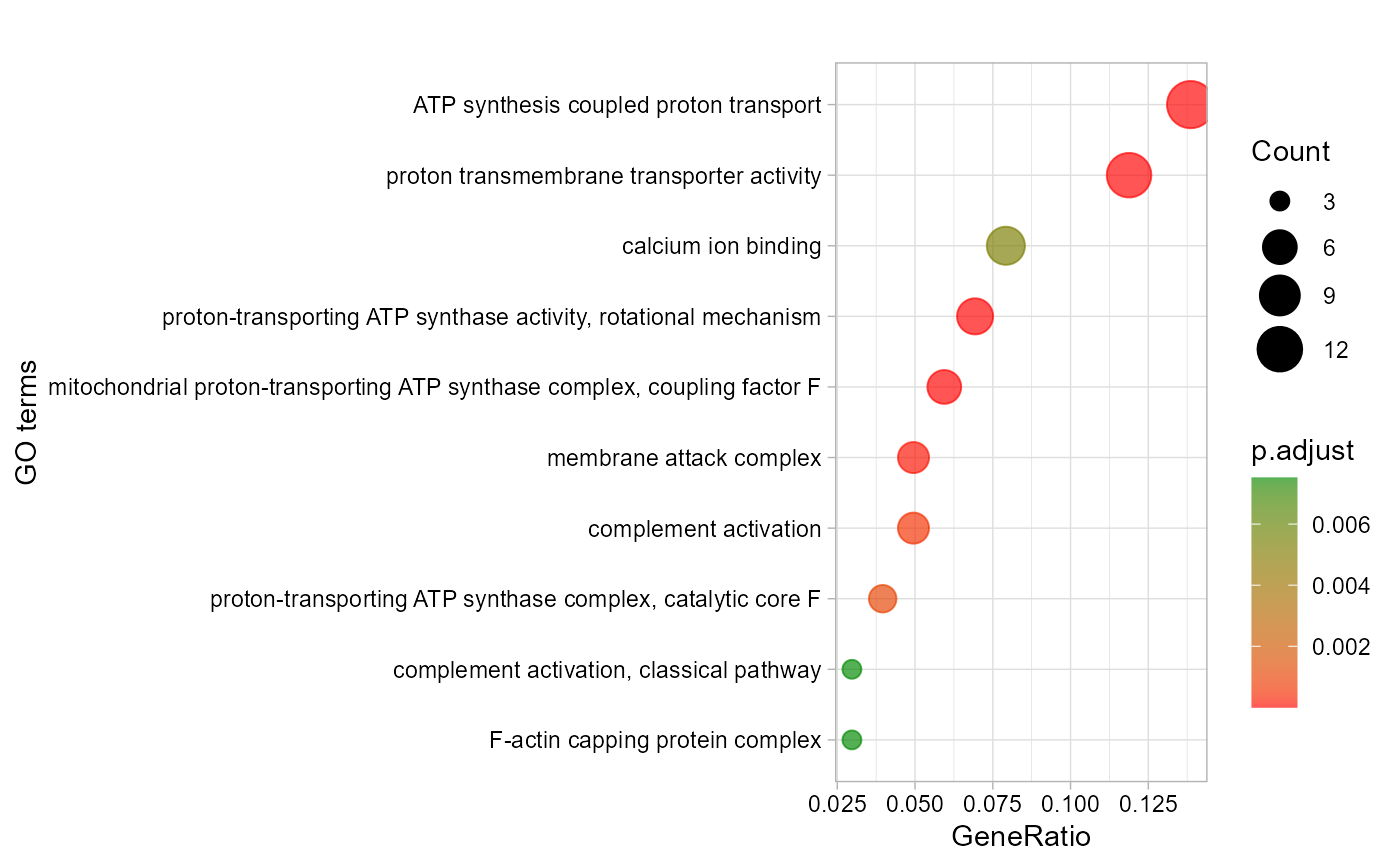 ATP synthesis coupled proton transport
proton transmembrane transporter activity
calcium ion binding
proton-transporting ATP synthase activity, rotational mechanism
mitochondrial proton-transporting ATP synthase complex, coupling factor F
membrane attack complex
complement activation
proton-transporting ATP synthase complex, catalytic core F
complement activation, classical pathway
F-actin capping protein complex
GO terms
0.025 0.050 0.075 0.100 0.125
GeneRatio
Count
3
6
9
12
p.adjust
0.006
0.004
0.002